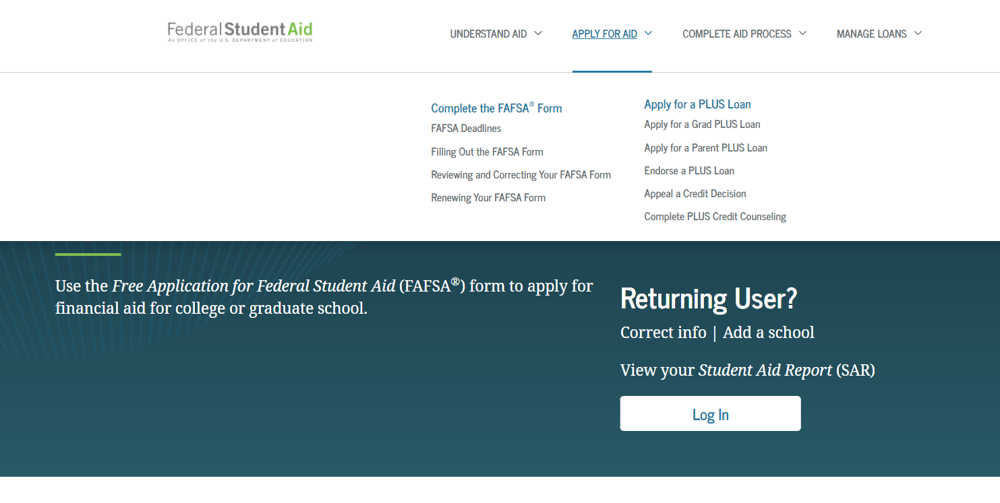 Federal Student Aid
An OFFICE of the U.S. DEPARTMENT of EDUCATION
UNDERSTAND AID
APPLY FOR AID
COMPLETE AID PROCESS
MANAGE LOANS
Complete the FAFSA® Form
FAFSA Deadlines
Filling Out the FAFSA Form
Reviewing and Correcting Your FAFSA Form
Renewing Your FAFSA Form
Apply for a PLUS Loan
Apply for a Grad PLUS Loan
Apply for a Parent PLUS Loan
Endorse a PLUS Loan
Appeal a Credit Decision
Complete PLUS Credit Counseling
Use the Free Application for Federal Student Aid (FAFSA®) form to apply for
financial aid for college or graduate school.
Returning User?
Correct info | Add a school
View your Student Aid Report (SAR)
Log In